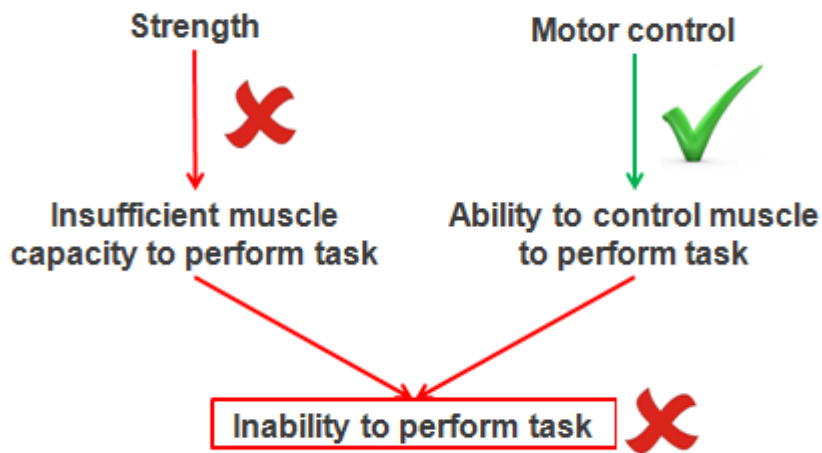 Strength
Motor control
Insufficient muscle
capacity to perform task
Ability to control muscle
to perform task
Inability to perform task